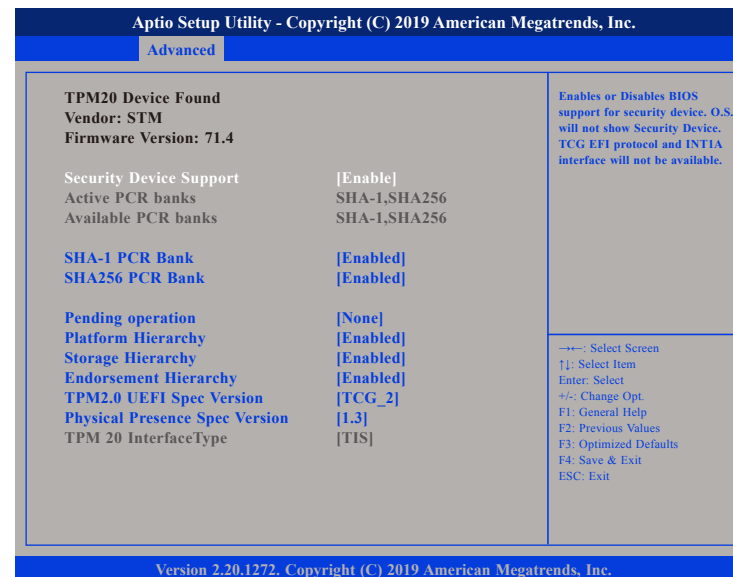 Aptio Setup Utility - Copyright (C) 2019 American Megatrends, Inc.
Advanced
TPM20 Device Found
Vendor: STM
Firmware Version: 71.4
Security Device Support [Enable]
Active PCR banks SHA-1,SHA256
Available PCR banks SHA-1,SHA256
SHA-1 PCR Bank [Enabled]
SHA256 PCR Bank [Enabled]
Pending operation [None]
Platform Hierarchy [Enabled]
Storage Hierarchy [Enabled]
Endorsement Hierarchy [Enabled]
TPM2.0 UEFI Spec Version [TCG_2]
Physical Presence Spec Version [1.3]
TPM 20 InterfaceType [TIS]
Enables or Disables BIOS
support for security device. O.S.
will not show Security Device.
TCG EFI protocol and INT1A
interface will not be available.
→←: Select Screen
↑↓: Select Item
Enter: Select
+/-: Change Opt.
F1: General Help
F2: Previous Values
F3: Optimized Defaults
F4: Save & Exit
ESC: Exit
Version 2.20.1272. Copyright (C) 2019 American Megatrends, Inc.